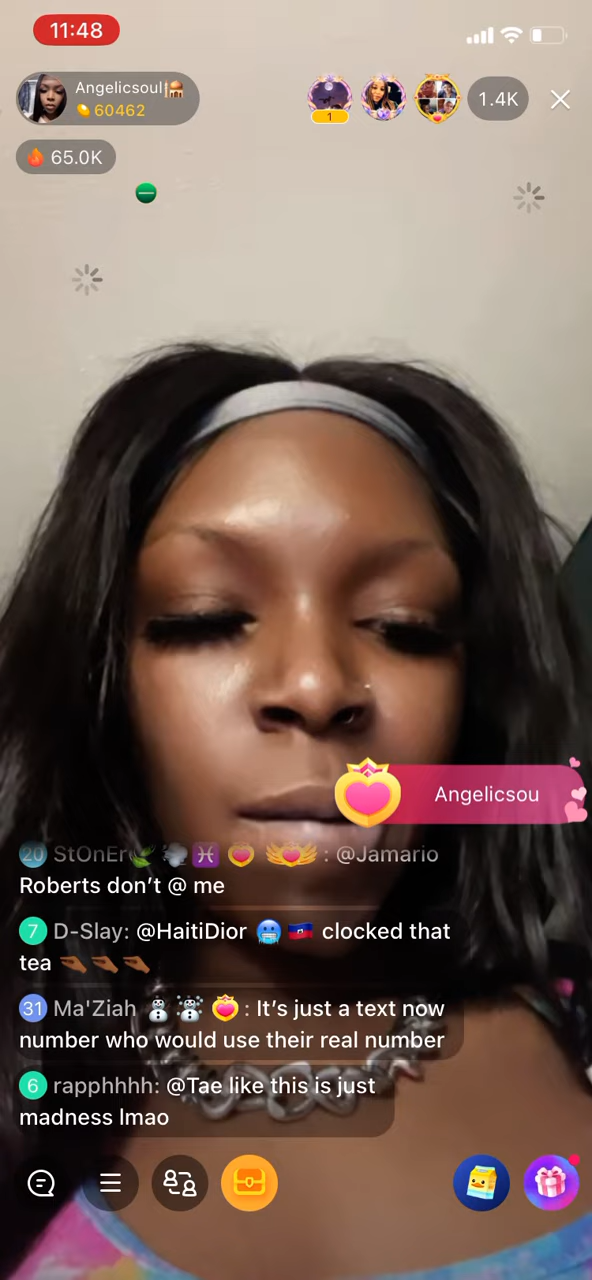 11:48
Angelicsoul
60462
1
1.4K
65.0K
Angelicsou
20 StOnEr : @Jamario
Roberts don’t @ me
7 D-Slay: @HaitiDior 🥶 🇭🇹 clocked that
tea
31 Ma'Ziah : It’s just a text now
number who would use their real number
6 rapphhhh: @Tae like this is just
madness lmao